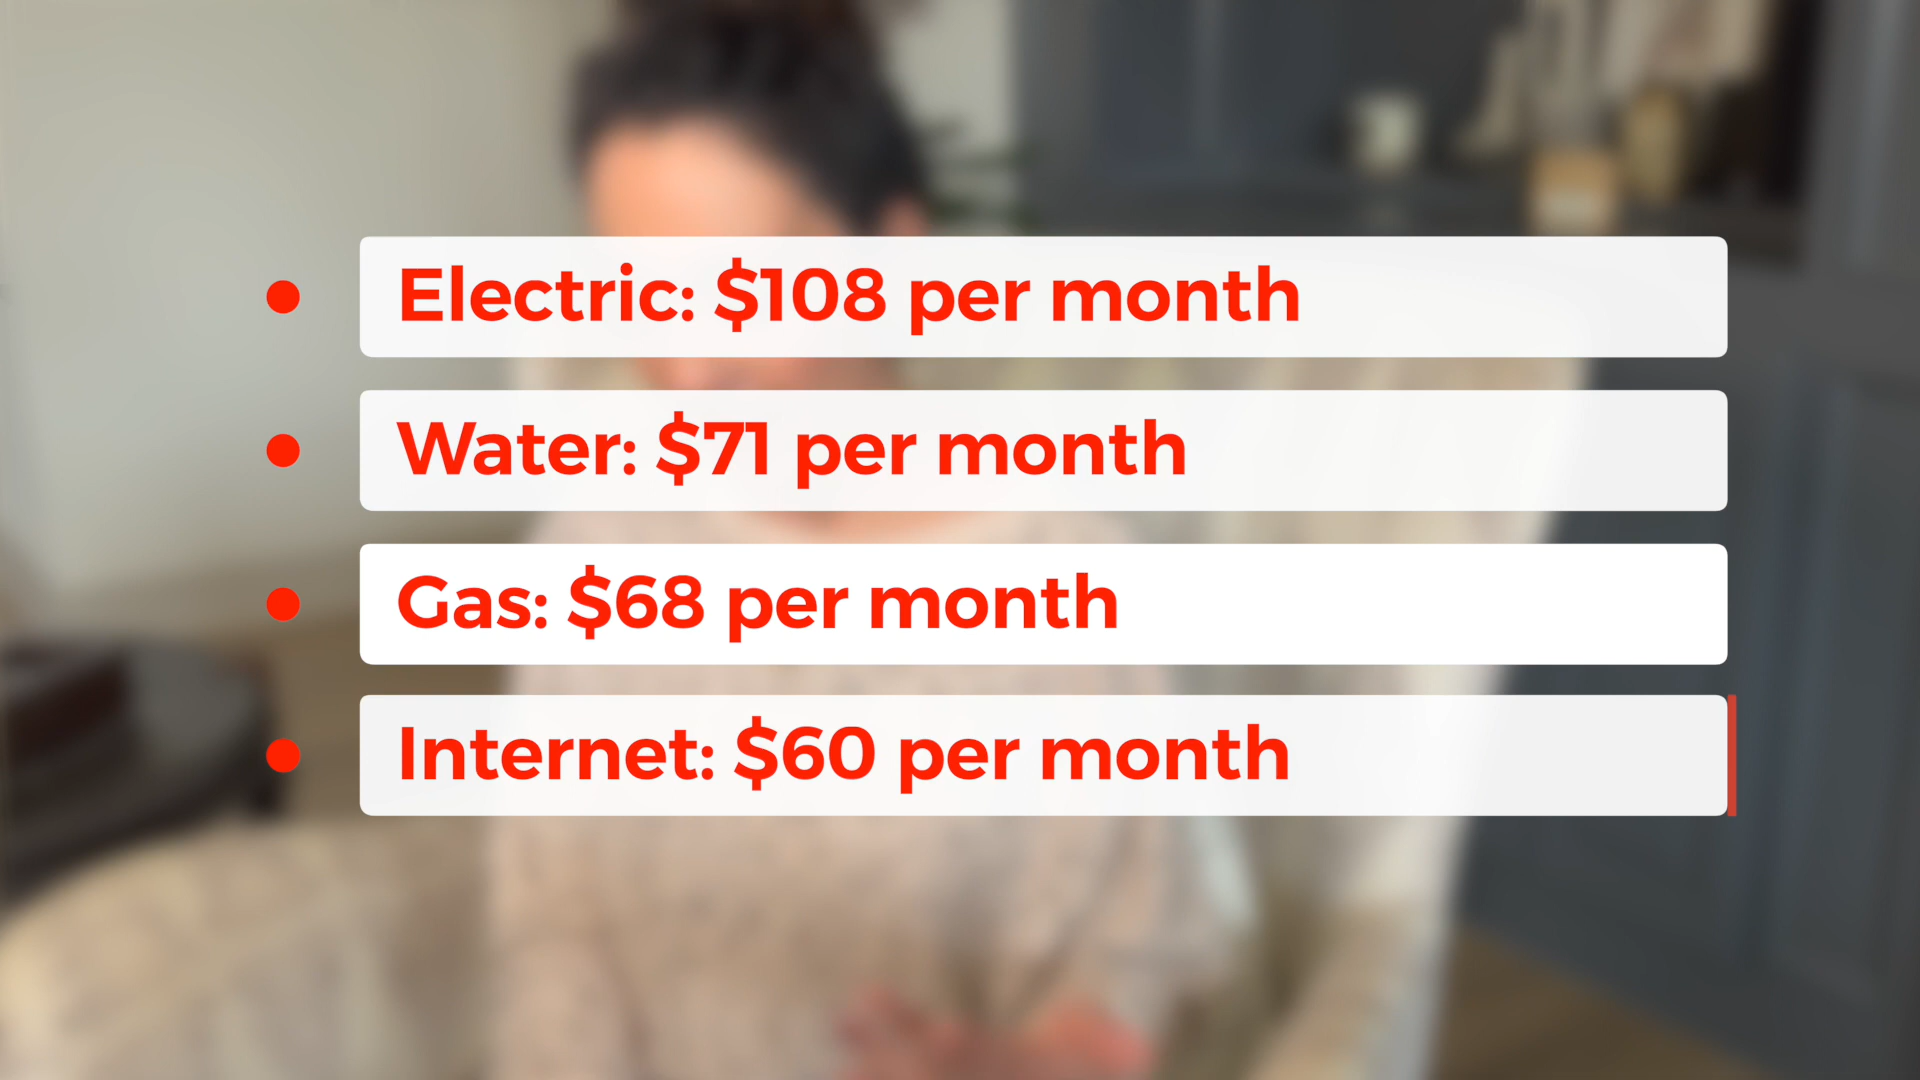 • Electric: $108 per month
• Water: $71 per month
• Gas: $68 per month
• Internet: $60 per month